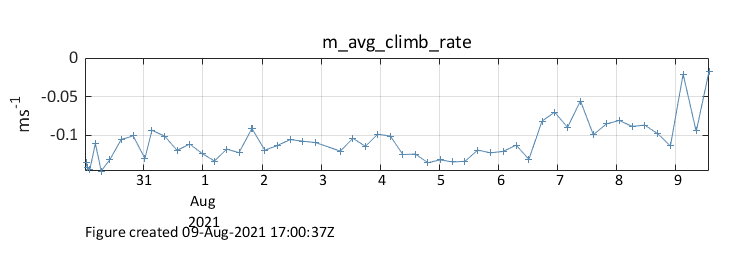 m_avg_climb_rate
0
-0.05
-0.1
ms-1
31 1 2 3 4 5 6 7 8 9
Aug
2021
Figure created 09-Aug-2021 17:00:37Z